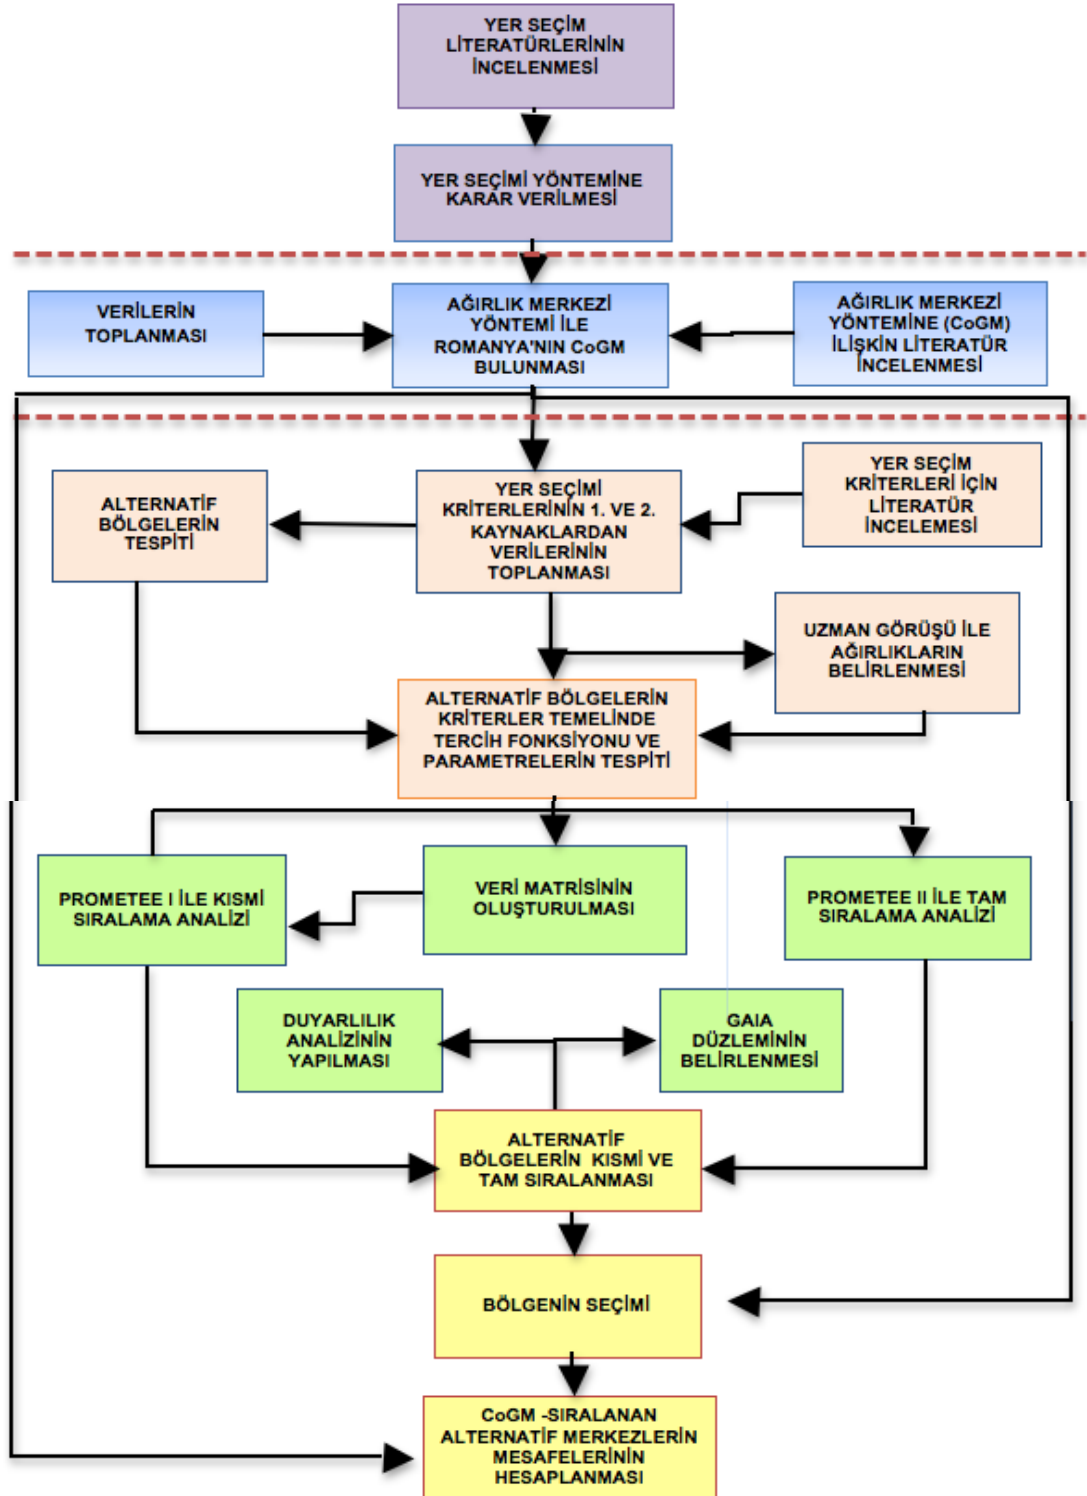 YER SEÇİM
LİTERATÜRLERİNİN
İNCELENMESİ
YER SEÇİMİ YÖNTEMİNE
KARAR VERİLMESİ
VERİLERİN
TOPLANMASI
AĞIRLIK MERKEZİ
YÖNTEMİ İLE
ROMANYA'NIN CoGM
BULUNMASI
AĞIRLIK MERKEZİ
YÖNTEMİNE (CoGM)
İLİŞKİN LİTERATÜR
İNCELENMESİ
ALTERNATİF
BÖLGELERİN
TESPİTİ
YER SEÇİMİ
KRİTERLERİNİN 1. VE 2.
KAYNAKLARDAN
VERİLERİNİN
TOPLANMASI
YER SEÇİM
KRİTERLERİ İÇİN
LİTERATÜR
İNCELEMESİ
UZMAN GÖRÜŞÜ İLE
AĞIRLIKLARIN
BELİRLENMESİ
ALTERNATİF BÖLGELERİN
KRİTERLER TEMELİNDE
TERCİH FONKSİYONU VE
PARAMETRELERİN TESPİTİ
PROMETEE I İLE KISMİ
SIRALAMA ANALİZİ
VERİ MATRİSİNİN
OLUŞTURULMASI
PROMETEE II İLE TAM
SIRALAMA ANALİZİ
DUYARLILIK
ANALİZİNİN
YAPILMASI
GAIA
DÜZLEMİNİN
BELİRLENMESİ
ALTERNATİF
BÖLGELERİN KISMİ VE
TAM SIRALANMASI
BÖLGENİN SEÇİMİ
CoGM -SIRALANAN
ALTERNATİF MERKEZLERİN
MESAFELERİNİN
HESAPLANMASI